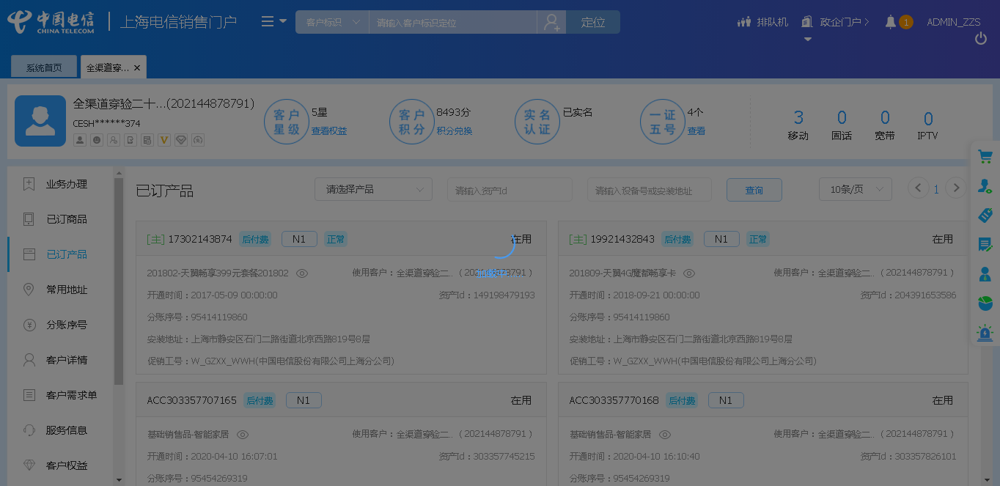 中国电信
CHINA TELECOM
上海电信销售门户
客户标识
请输入客户标识定位
定位
排队机
政企门户
1
ADMIN_ZZS
系统首页
全渠道穿...
全渠道穿验二十...(202144878791)
CESH******374
客户星级
5星
查看权益
客户积分
8493分
积分兑换
实名认证
已实名
一证五号
4个
查看
3 移动
0 固话
0 宽带
0 IPTV
业务办理
已订商品
已订产品
常用地址
分账序号
客户详情
客户需求单
服务信息
客户权益
已订产品
请选择产品
请输入资产Id
请输入设备号或安装地址
查询
10条/页
1
[主] 17302143874 后付费 N1 正常 在用
201802-天翼畅享399元套餐201802
使用客户：全渠道穿验二...（202144878791）
开通时间：2017-05-09 00:00:00
资产Id：149198479193
分账序号：95414119860
安装地址：上海市静安区石门二路街道北京西路819号8层
促销工号：W_GZXX_WWH(中国电信股份有限公司上海分公司)
[主] 19921432843 后付费 N1 正常 在用
201809-天翼4G魔都畅享卡
使用客户：全渠道穿验二...（202144878791）
开通时间：2018-09-21 00:00:00
资产Id：204391653586
分账序号：95414119860
安装地址：上海市静安区石门二路街道北京西路819号8层
促销工号：W_GZXX_WWH(中国电信股份有限公司上海分公司)
ACC303357707165 后付费 N1 在用
基础销售品-智能家居
使用客户：全渠道穿验二...（202144878791）
开通时间：2020-04-10 16:07:01
资产Id：303357745215
分账序号：95454269319
ACC303357770168 后付费 N1 在用
基础销售品-智能家居
使用客户：全渠道穿验二...（202144878791）
开通时间：2020-04-10 16:10:40
资产Id：303357826101
分账序号：95454269319